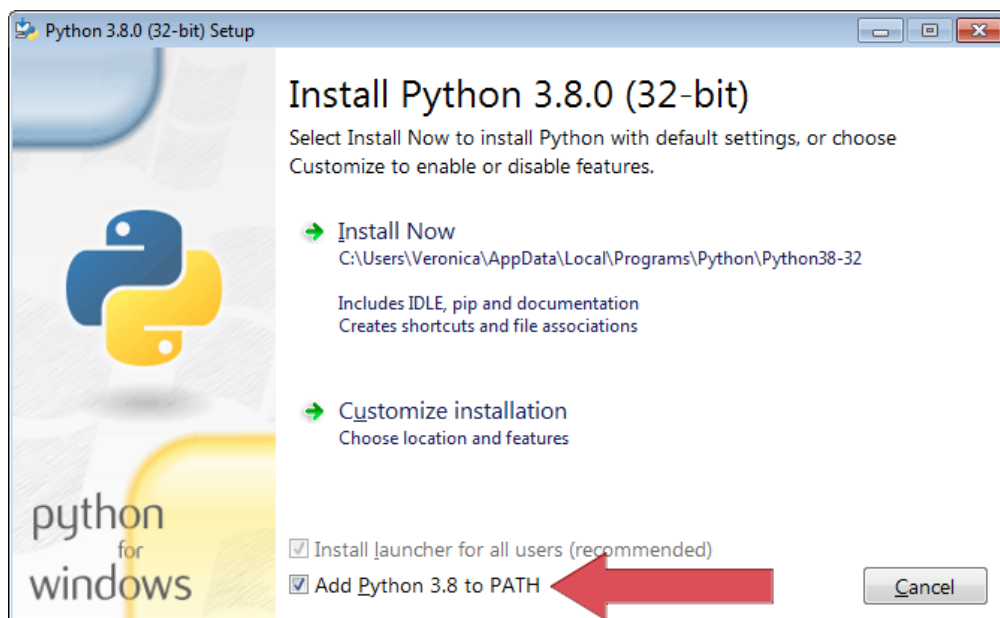 Python 3.8.0 (32-bit) Setup
Install Python 3.8.0 (32-bit)
Select Install Now to install Python with default settings, or choose
Customize to enable or disable features.
Install Now
C:\Users\Veronica\AppData\Local\Programs\Python\Python38-32
Includes IDLE, pip and documentation
Creates shortcuts and file associations
Customize installation
Choose location and features
python
for
windows
Install launcher for all users (recommended)
Add Python 3.8 to PATH
Cancel